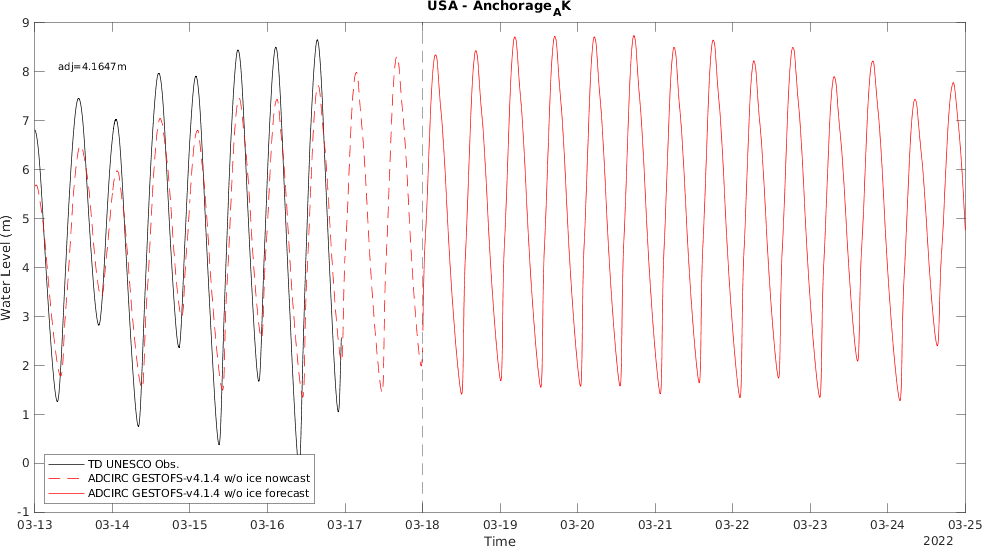 USA - Anchorage_AK
9
8
7
6
5
4
3
2
1
0
-1
Water Level (m)
adj=4.1647m
TD UNESCO Obs.
ADCIRC GESTOFS-v4.1.4 w/o ice nowcast
ADCIRC GESTOFS-v4.1.4 w/o ice forecast
03-13 03-14 03-15 03-16 03-17 03-18 03-19 03-20 03-21 03-22 03-23 03-24 03-25
Time
2022